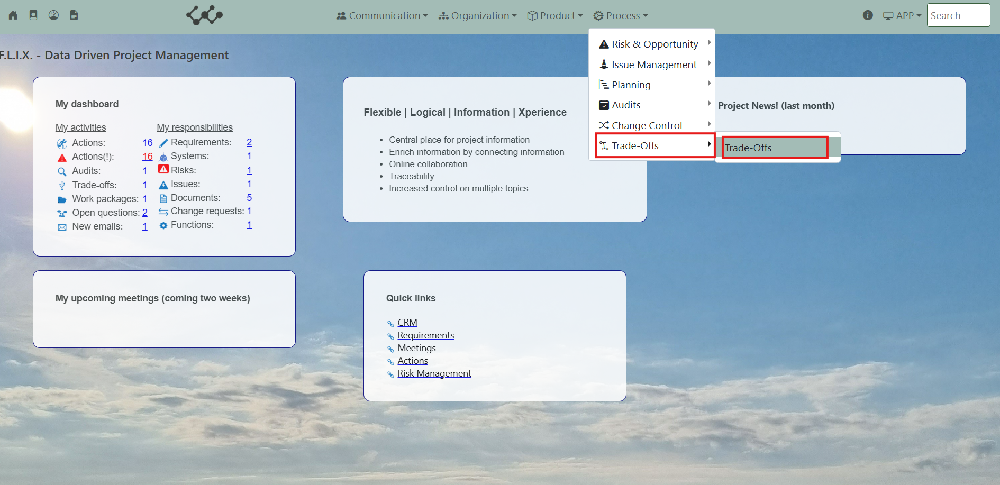 Communication
Organization
Product
Process
APP
Search
F.L.I.X. - Data Driven Project Management
Risk & Opportunity
Issue Management
Planning
Audits
Change Control
Trade-Offs
Trade-Offs
My dashboard
My activities
Actions: 16
Actions(!): 16
Audits: 1
Trade-offs: 1
Work packages: 1
Open questions: 2
New emails: 1
My responsibilities
Requirements: 2
Systems: 1
Risks: 1
Issues: 1
Documents: 5
Change requests: 1
Functions: 1
Flexible | Logical | Information | Xperience
• Central place for project information
• Enrich information by connecting information
• Online collaboration
• Traceability
• Increased control on multiple topics
Project News! (last month)
My upcoming meetings (coming two weeks)
Quick links
CRM
Requirements
Meetings
Actions
Risk Management